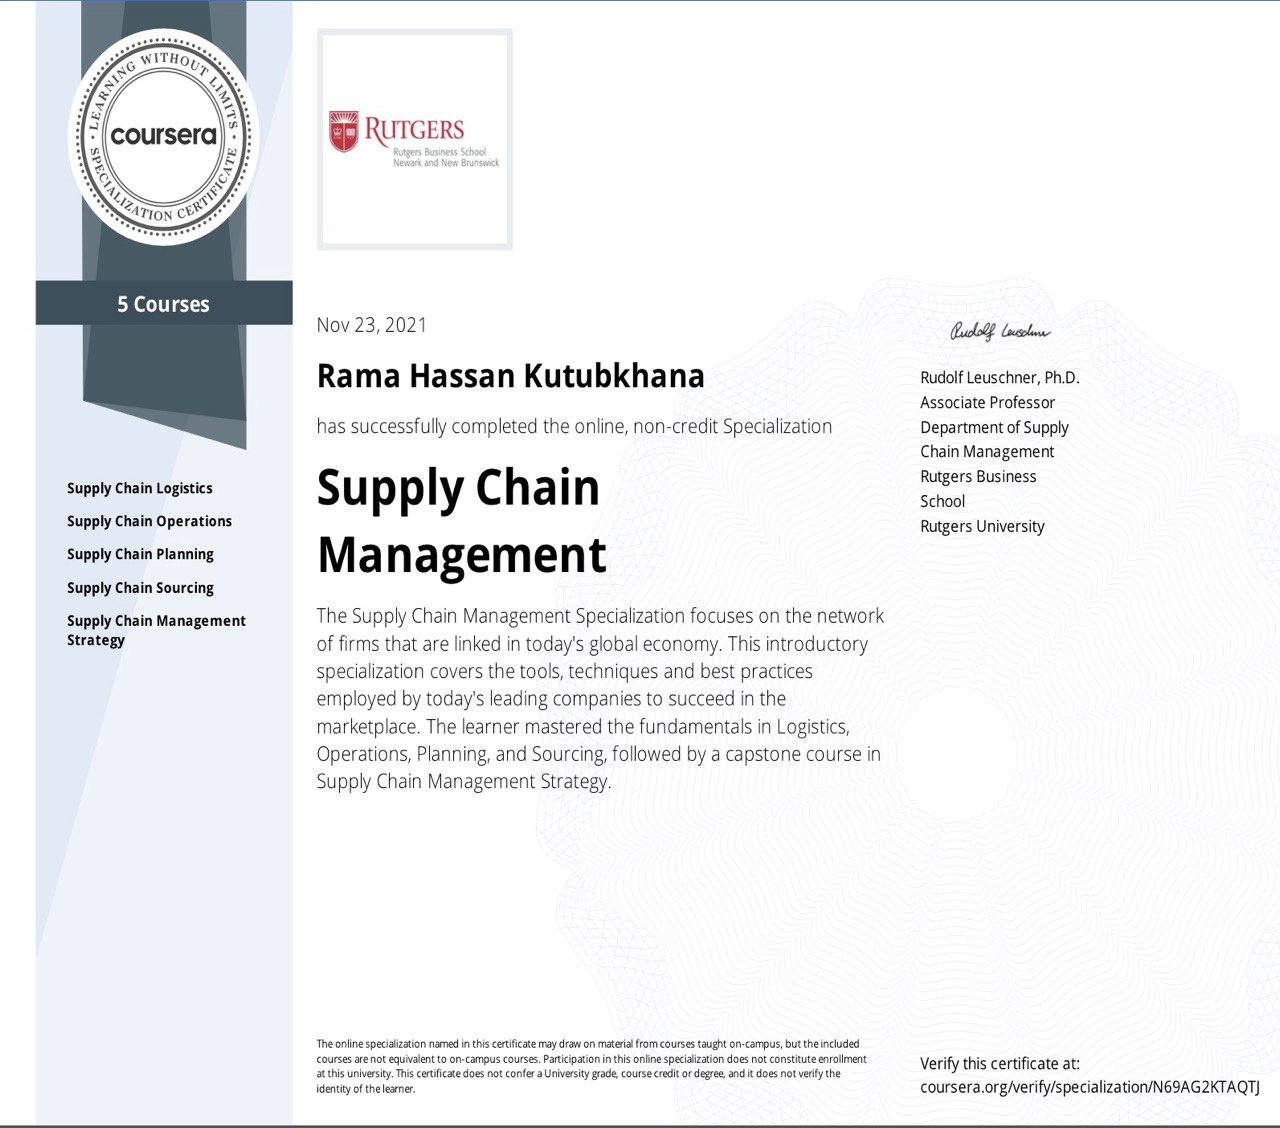 LEARNING WITHOUT LIMITS
coursera
SPECIALIZATION CERTIFICATE
5 Courses
Supply Chain Logistics
Supply Chain Operations
Supply Chain Planning
Supply Chain Sourcing
Supply Chain Management
Strategy
RUTGERS
Rutgers Business School
Newark and New Brunswick
Nov 23, 2021
Rama Hassan Kutubkhana
has successfully completed the online, non-credit Specialization
Supply Chain
Management
The Supply Chain Management Specialization focuses on the network
of firms that are linked in today's global economy. This introductory
specialization covers the tools, techniques and best practices
employed by today's leading companies to succeed in the
marketplace. The learner mastered the fundamentals in Logistics,
Operations, Planning, and Sourcing, followed by a capstone course in
Supply Chain Management Strategy.
Rudolf Leuschner
Rudolf Leuschner, Ph.D.
Associate Professor
Department of Supply
Chain Management
Rutgers Business
School
Rutgers University
The online specialization named in this certificate may draw on material from courses taught on-campus, but the included
courses are not equivalent to on-campus courses. Participation in this online specialization does not constitute enrollment
at this university. This certificate does not confer a University grade, course credit or degree, and it does not verify the
identity of the learner.
Verify this certificate at:
coursera.org/verify/specialization/N69AG2KTAQTJ